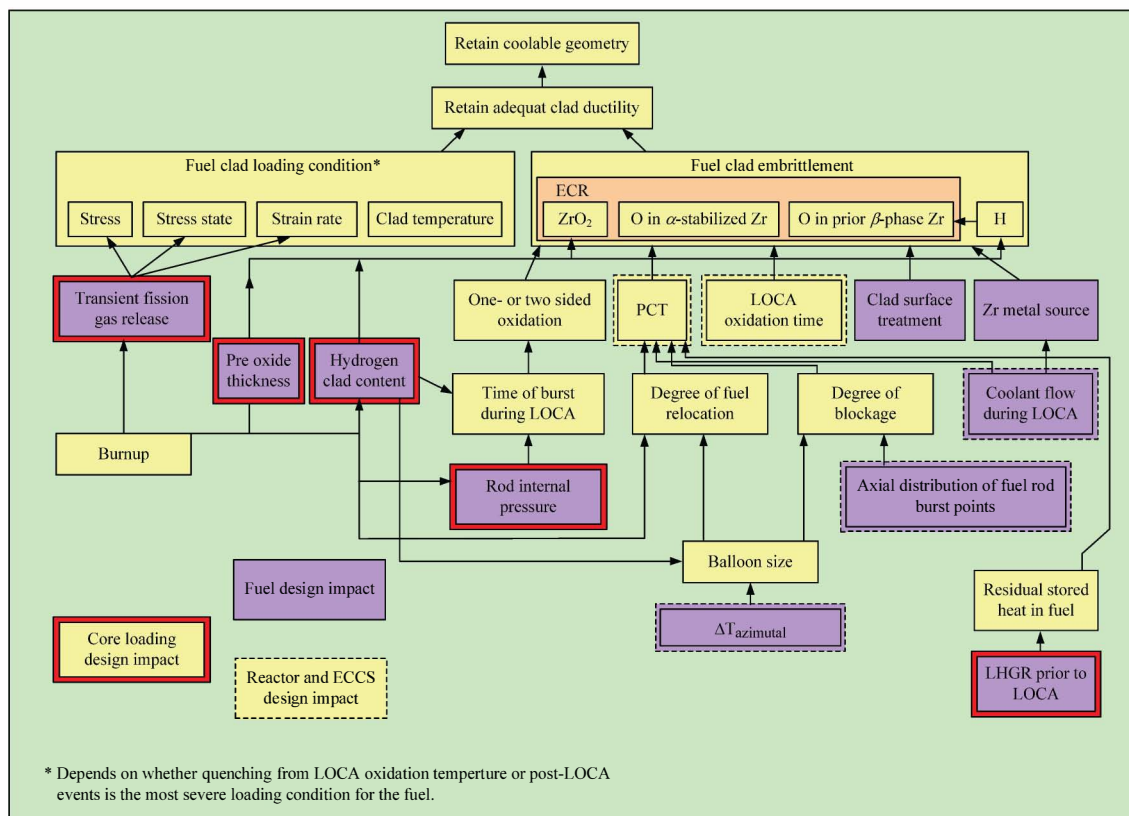 Retain coolable geometry
Retain adequat clad ductility
Fuel clad loading condition*
Stress
Stress state
Strain rate
Clad temperature
Fuel clad embrittlement
ECR
ZrO₂
O in α-stabilized Zr
O in prior β-phase Zr
H
Transient fission
gas release
Pre oxide
thickness
Hydrogen
clad content
One- or two sided
oxidation
PCT
LOCA
oxidation time
Clad surface
treatment
Zr metal source
Time of burst
during LOCA
Degree of fuel
relocation
Degree of
blockage
Coolant flow
during LOCA
Burnup
Rod internal
pressure
Axial distribution of fuel rod
burst points
Balloon size
Fuel design impact
Residual stored
heat in fuel
ΔTazimutal
Core loading
design impact
Reactor and ECCS
design impact
LHGR prior to
LOCA
* Depends on whether quenching from LOCA oxidation temperture or post-LOCA
events is the most severe loading condition for the fuel.